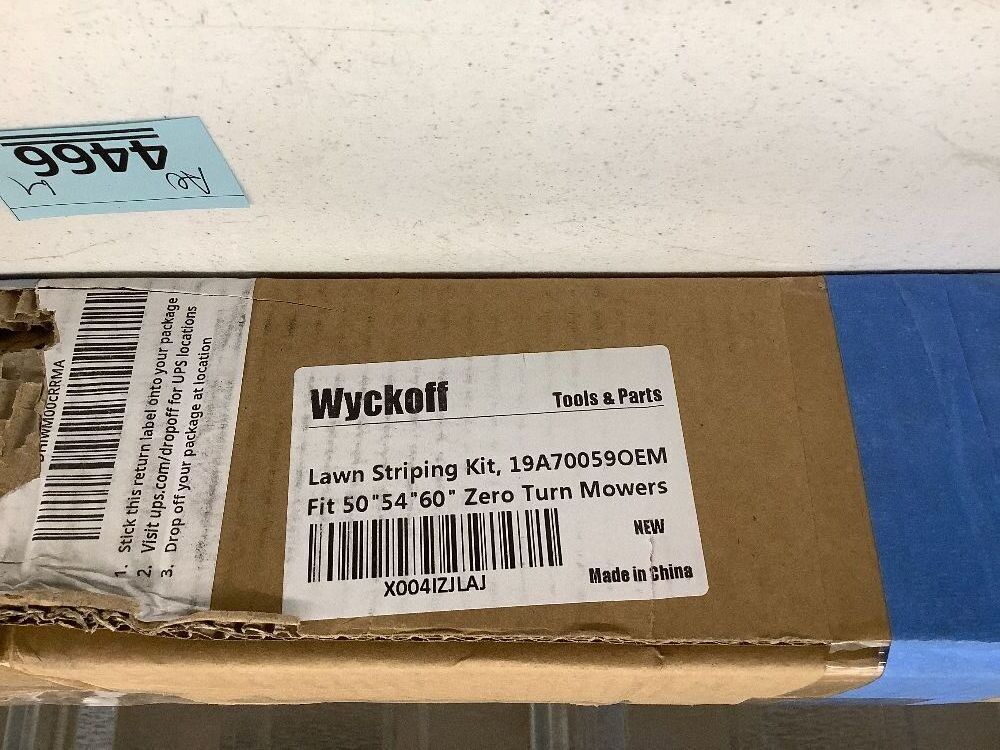 4466
Wyckoff
Tools & Parts
Lawn Striping Kit, 19A70059OEM
Fit 50"54"60" Zero Turn Mowers
NEW
X004IZJLAJ
Made in China
1. Stick this return label onto your package
2. Visit ups.com/dropoff for UPS locations
3. Drop off your package at location